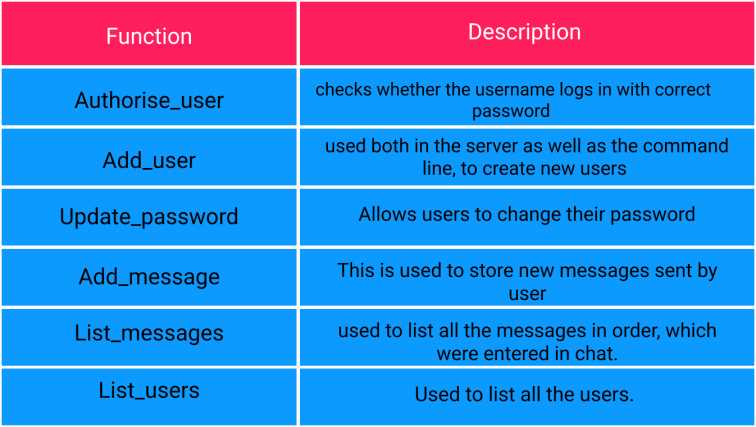 Function
Description
Authorise_user
checks whether the username logs in with correct
password
Add_user
used both in the server as well as the command
line, to create new users
Update_password
Allows users to change their password
Add_message
This is used to store new messages sent by
user
List_messages
used to list all the messages in order, which
were entered in chat.
List_users
Used to list all the users.